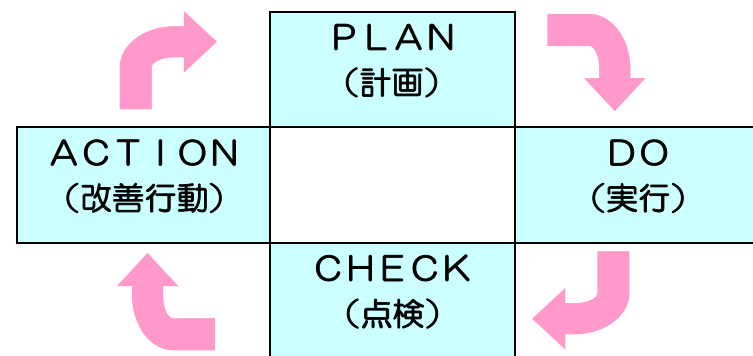 ＰＬＡＮ
（計画）
ＡＣＴＩＯＮ
（改善行動）
ＤＯ
（実行）
ＣＨＥＣＫ
（点検）